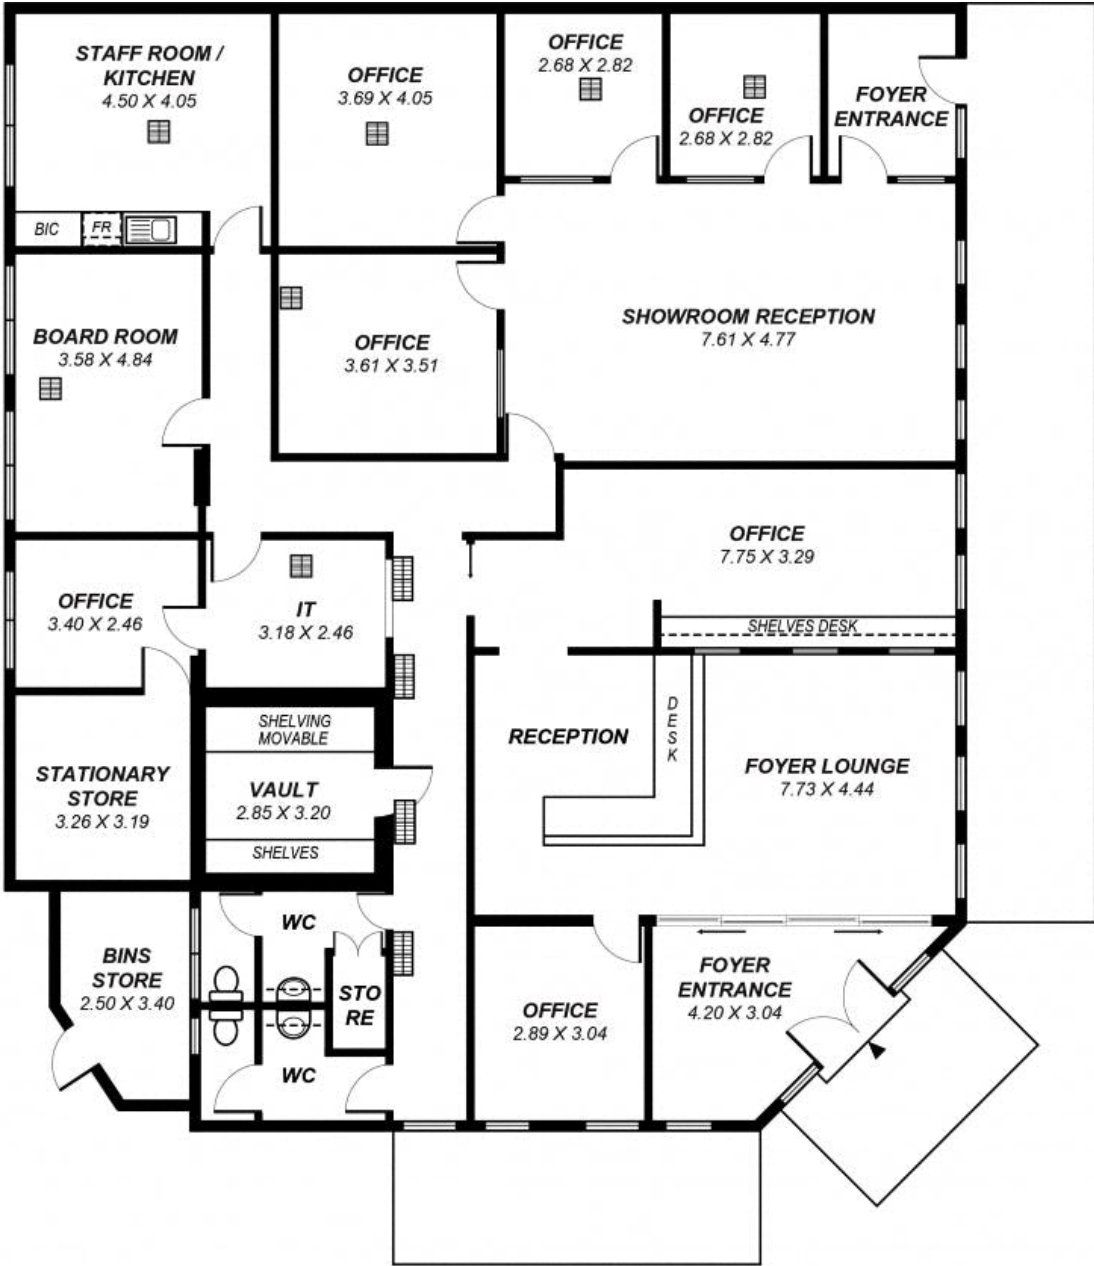 STAFF ROOM /
KITCHEN
4.50 X 4.05
OFFICE
3.69 X 4.05
OFFICE
2.68 X 2.82
OFFICE
2.68 X 2.82
FOYER
ENTRANCE
BIC
FR
BOARD ROOM
3.58 X 4.84
OFFICE
3.61 X 3.51
SHOWROOM RECEPTION
7.61 X 4.77
OFFICE
7.75 X 3.29
SHELVES DESK
OFFICE
3.40 X 2.46
IT
3.18 X 2.46
SHELVING
MOVABLE
VAULT
2.85 X 3.20
SHELVES
STATIONARY
STORE
3.26 X 3.19
RECEPTION
DESK
FOYER LOUNGE
7.73 X 4.44
BINS
STORE
2.50 X 3.40
WC
STO
RE
WC
OFFICE
2.89 X 3.04
FOYER
ENTRANCE
4.20 X 3.04